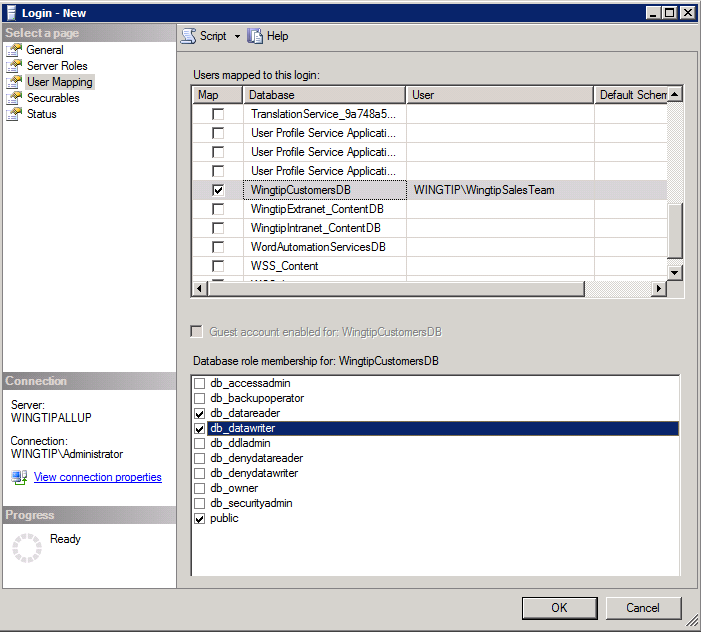 Login - New
Select a page
General
Server Roles
User Mapping
Securables
Status
Script Help
Users mapped to this login:
Map Database User Default Schem
TranslationService_9a748a5...
User Profile Service Applicati...
User Profile Service Applicati...
User Profile Service Applicati...
WingtipCustomersDB WINGTIP\WingtipSalesTeam
WingtipExtranet_ContentDB
WingtipIntranet_ContentDB
WordAutomationServicesDB
WSS_Content
Guest account enabled for: WingtipCustomersDB
Database role membership for: WingtipCustomersDB
db_accessadmin
db_backupoperator
db_datareader
db_datawriter
db_ddladmin
db_denydatareader
db_denydatawriter
db_owner
db_securityadmin
public
Connection
Server:
WINGTIPALLUP
Connection:
WINGTIP\Administrator
View connection properties
Progress
Ready
OK Cancel